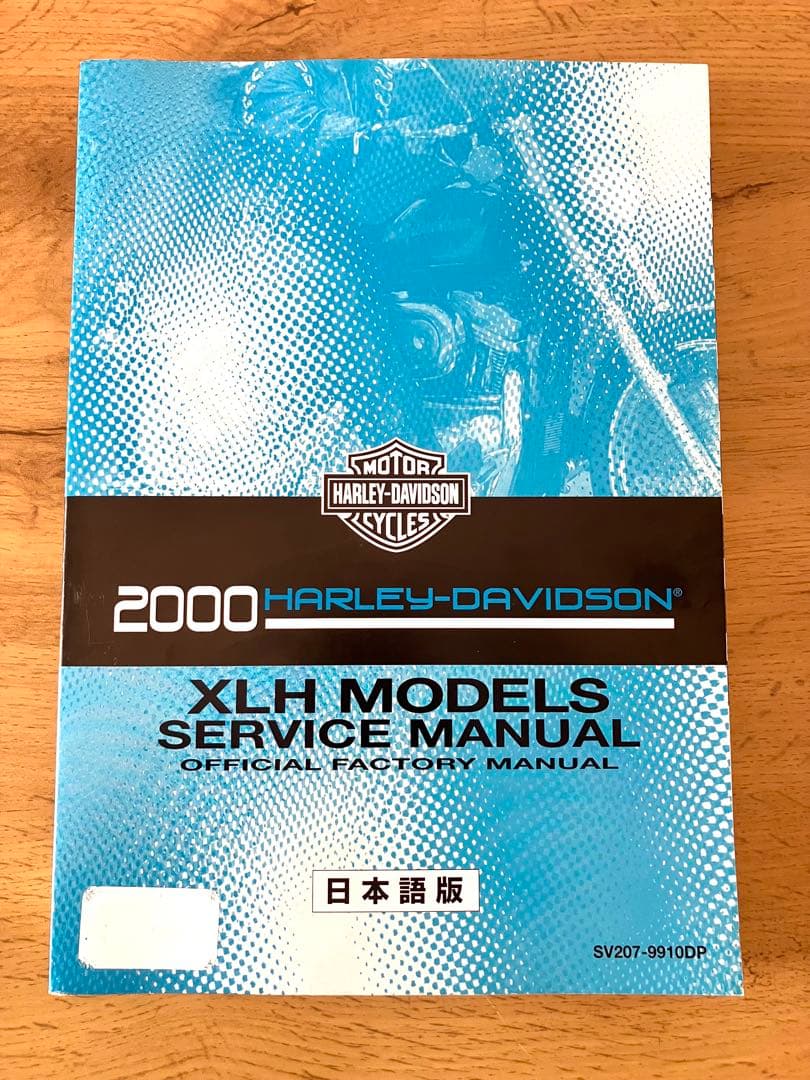 MOTOR
HARLEY-DAVIDSON
CYCLES
2000 HARLEY-DAVIDSON®
XLH MODELS
SERVICE MANUAL
OFFICIAL FACTORY MANUAL
日本語版
SV207-9910DP